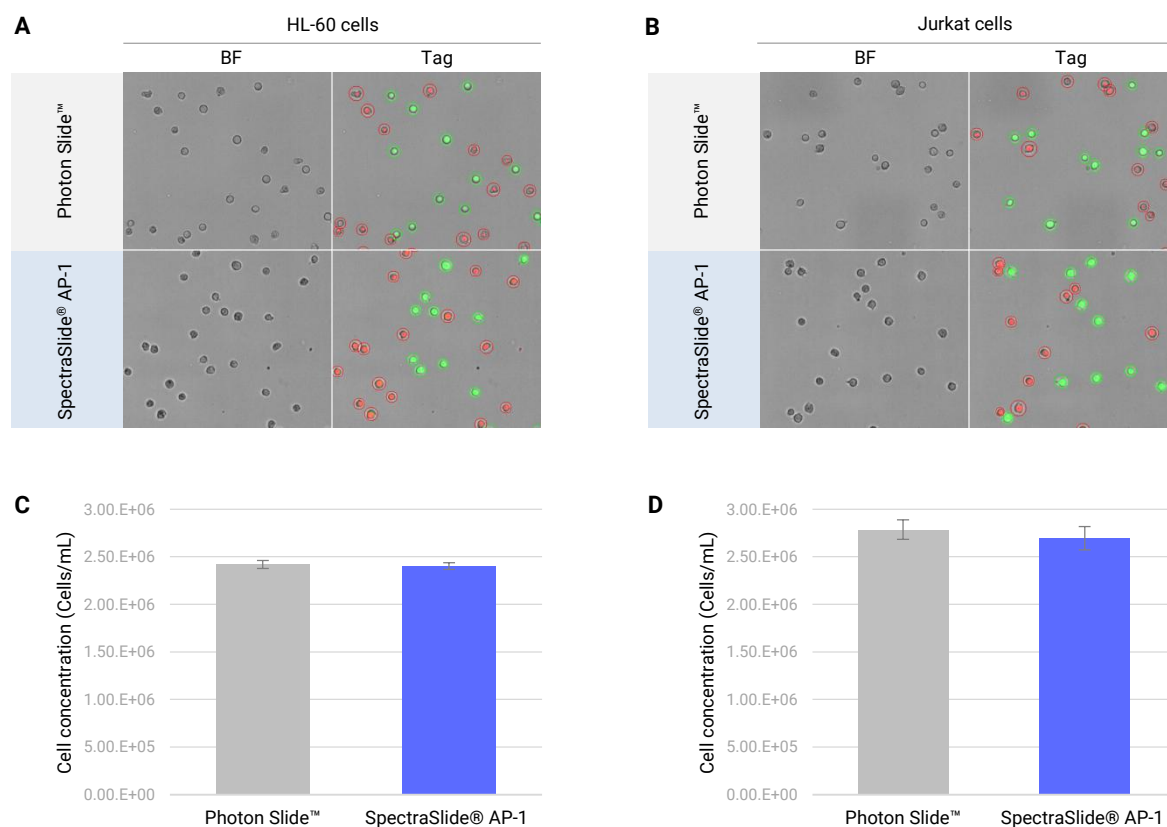 A
HL-60 cells
BF
Tag
Photon Slide™
SpectraSlide® AP-1
B
Jurkat cells
BF
Tag
Photon Slide™
SpectraSlide® AP-1
C
Cell concentration (Cells/mL)
3.00.E+06
2.50.E+06
2.00.E+06
1.50.E+06
1.00.E+06
5.00.E+05
0.00.E+00
Photon Slide™
SpectraSlide® AP-1
D
Cell concentration (Cells/mL)
3.00.E+06
2.50.E+06
2.00.E+06
1.50.E+06
1.00.E+06
5.00.E+05
0.00.E+00
Photon Slide™
SpectraSlide® AP-1